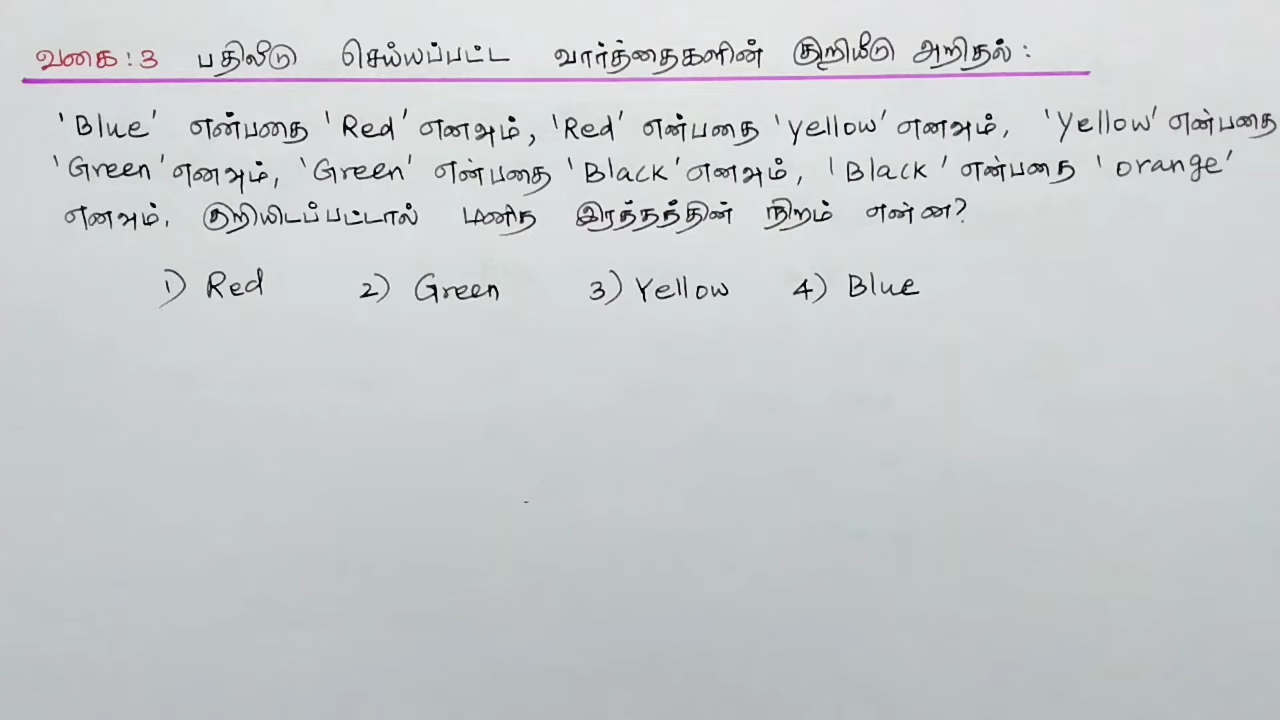 வகை: 3 பதிலீடு செய்யப்பட்ட வார்த்தைகளின் குறியீடு அறிதல்:
'Blue' என்பதை 'Red' எனவும், 'Red' என்பதை 'yellow' எனவும், 'Yellow' என்பதை
'Green' எனவும், 'Green' என்பதை 'Black' எனவும், 'Black' என்பதை 'orange'
எனவும், குறியிடப்பட்டால் மனித இரத்தத்தின் நிறம் என்ன?
1) Red 2) Green 3) Yellow 4) Blue